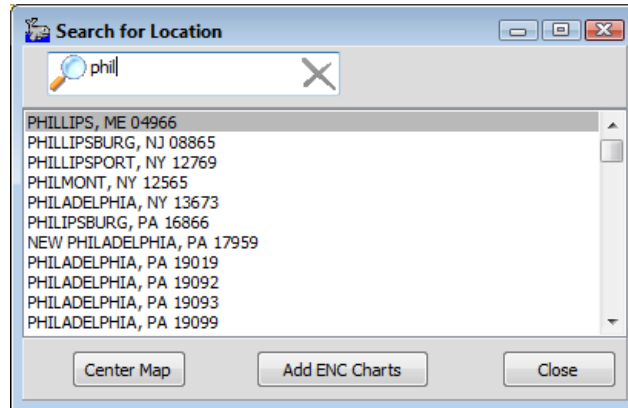 Search for Location
phil
PHILLIPS, ME 04966
PHILLIPSBURG, NJ 08865
PHILLIPSPORT, NY 12769
PHILMONT, NY 12565
PHILADELPHIA, NY 13673
PHILIPSBURG, PA 16866
NEW PHILADELPHIA, PA 17959
PHILADELPHIA, PA 19019
PHILADELPHIA, PA 19092
PHILADELPHIA, PA 19093
PHILADELPHIA, PA 19099
Center Map Add ENC Charts Close